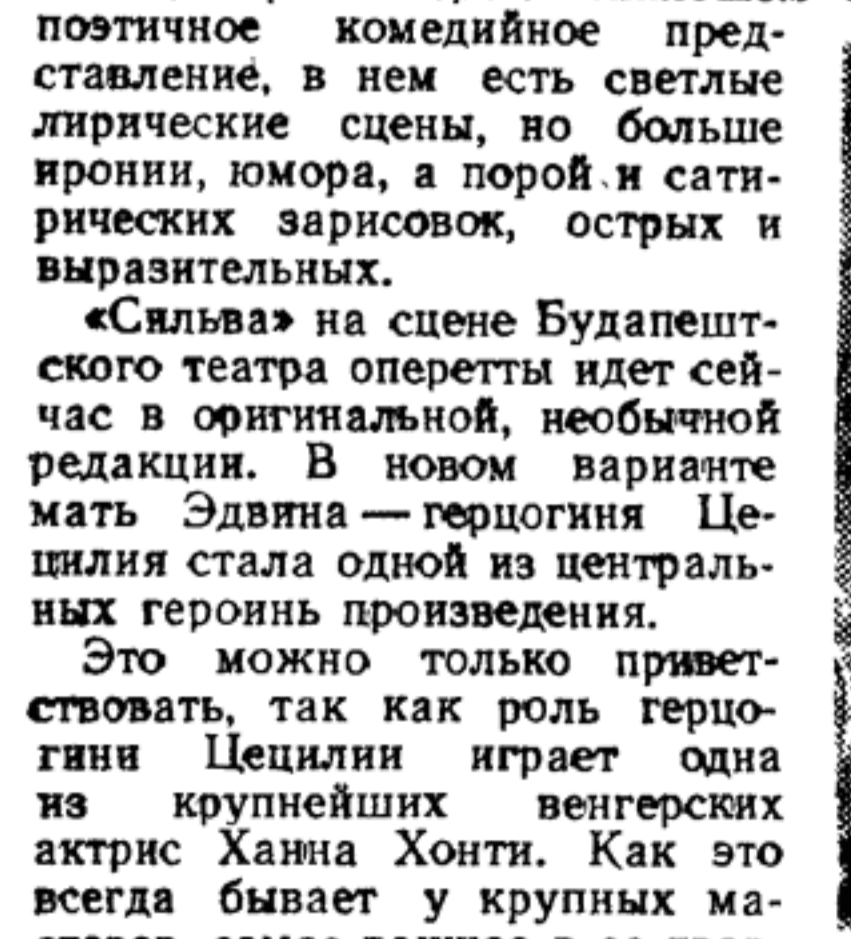 поэтичное комедийное пред-
ставление, в нем есть светлые
лирические сцены, но больше
иронии, юмора, а порой и сати-
рических зарисовок, острых и
выразительных.
«Сильва» на сцене Будапешт-
ского театра оперетты идет сей-
час в оригинальной, необычной
редакции. В новом варианте
мать Эдвина — герцогиня Це-
цилия стала одной из централь-
ных героинь произведения.
Это можно только привет-
ствовать, так как роль герцо-
гини Цецилии играет одна
из крупнейших венгерских
актрис Ханна Хонти. Как это
всегда бывает у крупных ма-